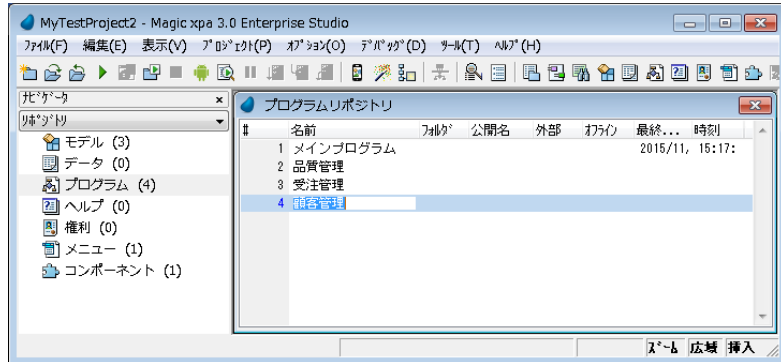 MyTestProject2 - Magic xpa 3.0 Enterprise Studio
ﾌｧｲﾙ(F) 編集(E) 表示(V) ﾌﾟﾛｼﾞｪｸﾄ(P) ｵﾌﾟｼｮﾝ(O) ﾃﾞﾊﾞｯｸﾞ(D) ﾂｰﾙ(T) ﾍﾙﾌﾟ(H)
ﾅﾋﾞｹﾞｰﾀ
ﾘﾎﾟｼﾞﾄﾘ
モデル (3)
データ (0)
プログラム (4)
ヘルプ (0)
権利 (0)
メニュー (1)
コンポーネント (1)
プログラムリポジトリ
# 名前 ﾌｫﾙﾀﾞ 公開名 外部 ｵﾌﾗｲﾝ 最終... 時刻
1 メインプログラム 2015/11, 15:17:
2 品質管理
3 受注管理
4 顧客管理
ｽﾞｰﾑ 広域 挿入